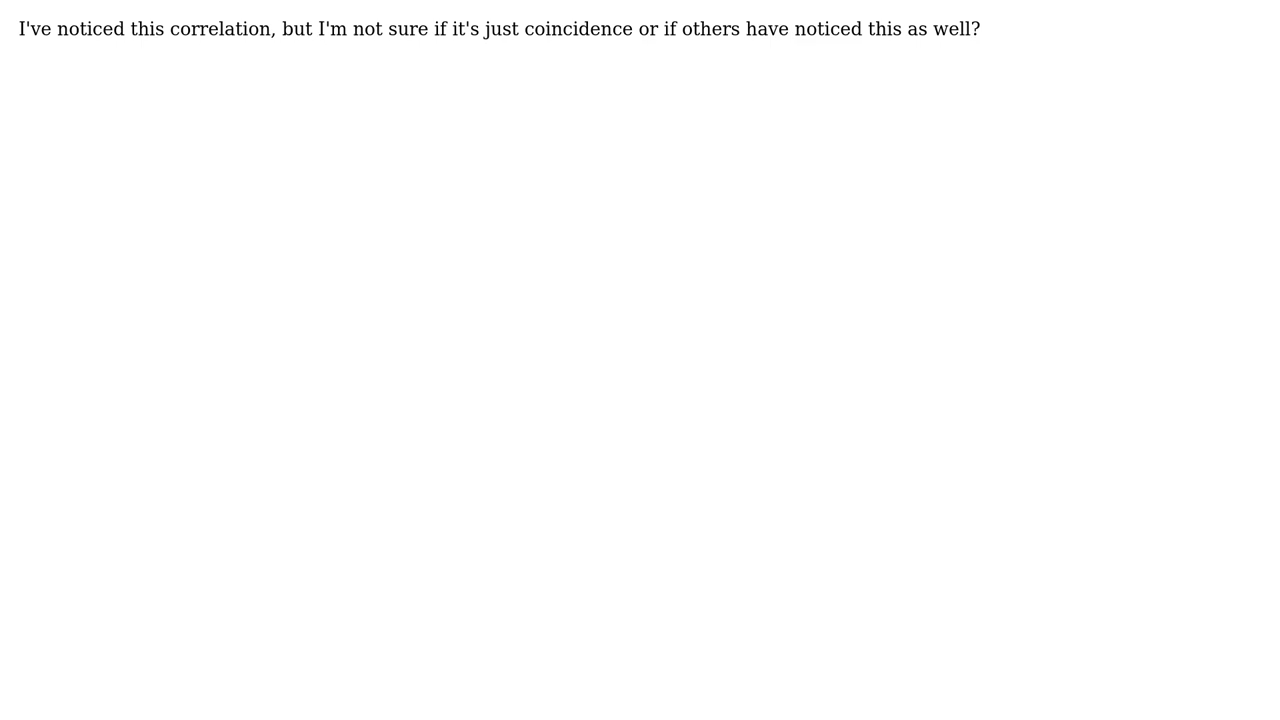 I've noticed this correlation, but I'm not sure if it's just coincidence or if others have noticed this as well?